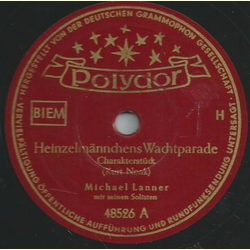 HERGESTELLT VON DER DEUTSCHEN GRAMMOPHON GESELLSCHAFT
Polydor
BIEM
H
Heinzelmännchens Wachtparade
Charakterstück
(Kurt Noak)
Michael Lanner
mit seinen Solisten
48526 A
VERVIELFÄLTIGUNG ÖFFENTLICHE AUFFÜHRUNG UND RUNDFUNKSENDUNG UNTERSAGT